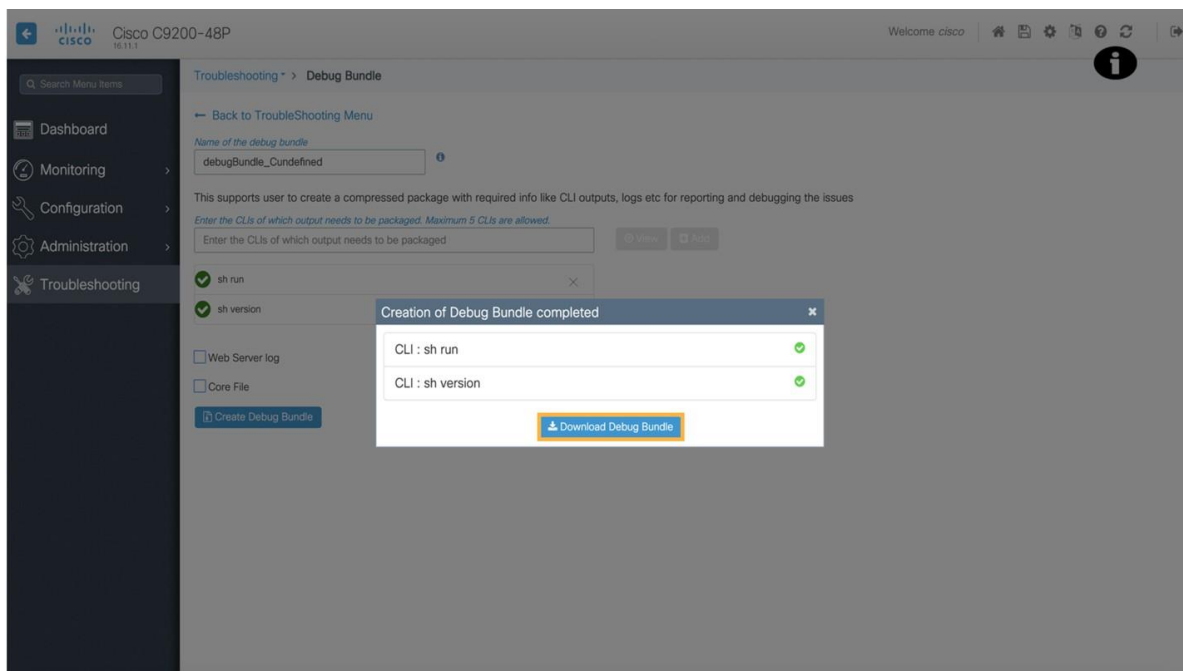 CISCO
Cisco C9200-48P
16.11.1
Welcome cisco
Search Menu Items
Dashboard
Monitoring
Configuration
Administration
Troubleshooting
Troubleshooting > Debug Bundle
← Back to TroubleShooting Menu
Name of the debug bundle
debugBundle_Cundefined
This supports user to create a compressed package with required info like CLI outputs, logs etc for reporting and debugging the issues
Enter the CLIs of which output needs to be packaged. Maximum 5 CLIs are allowed.
Enter the CLIs of which output needs to be packaged
View
Add
sh run
sh version
Web Server log
Core File
Create Debug Bundle
Creation of Debug Bundle completed
CLI : sh run
CLI : sh version
Download Debug Bundle